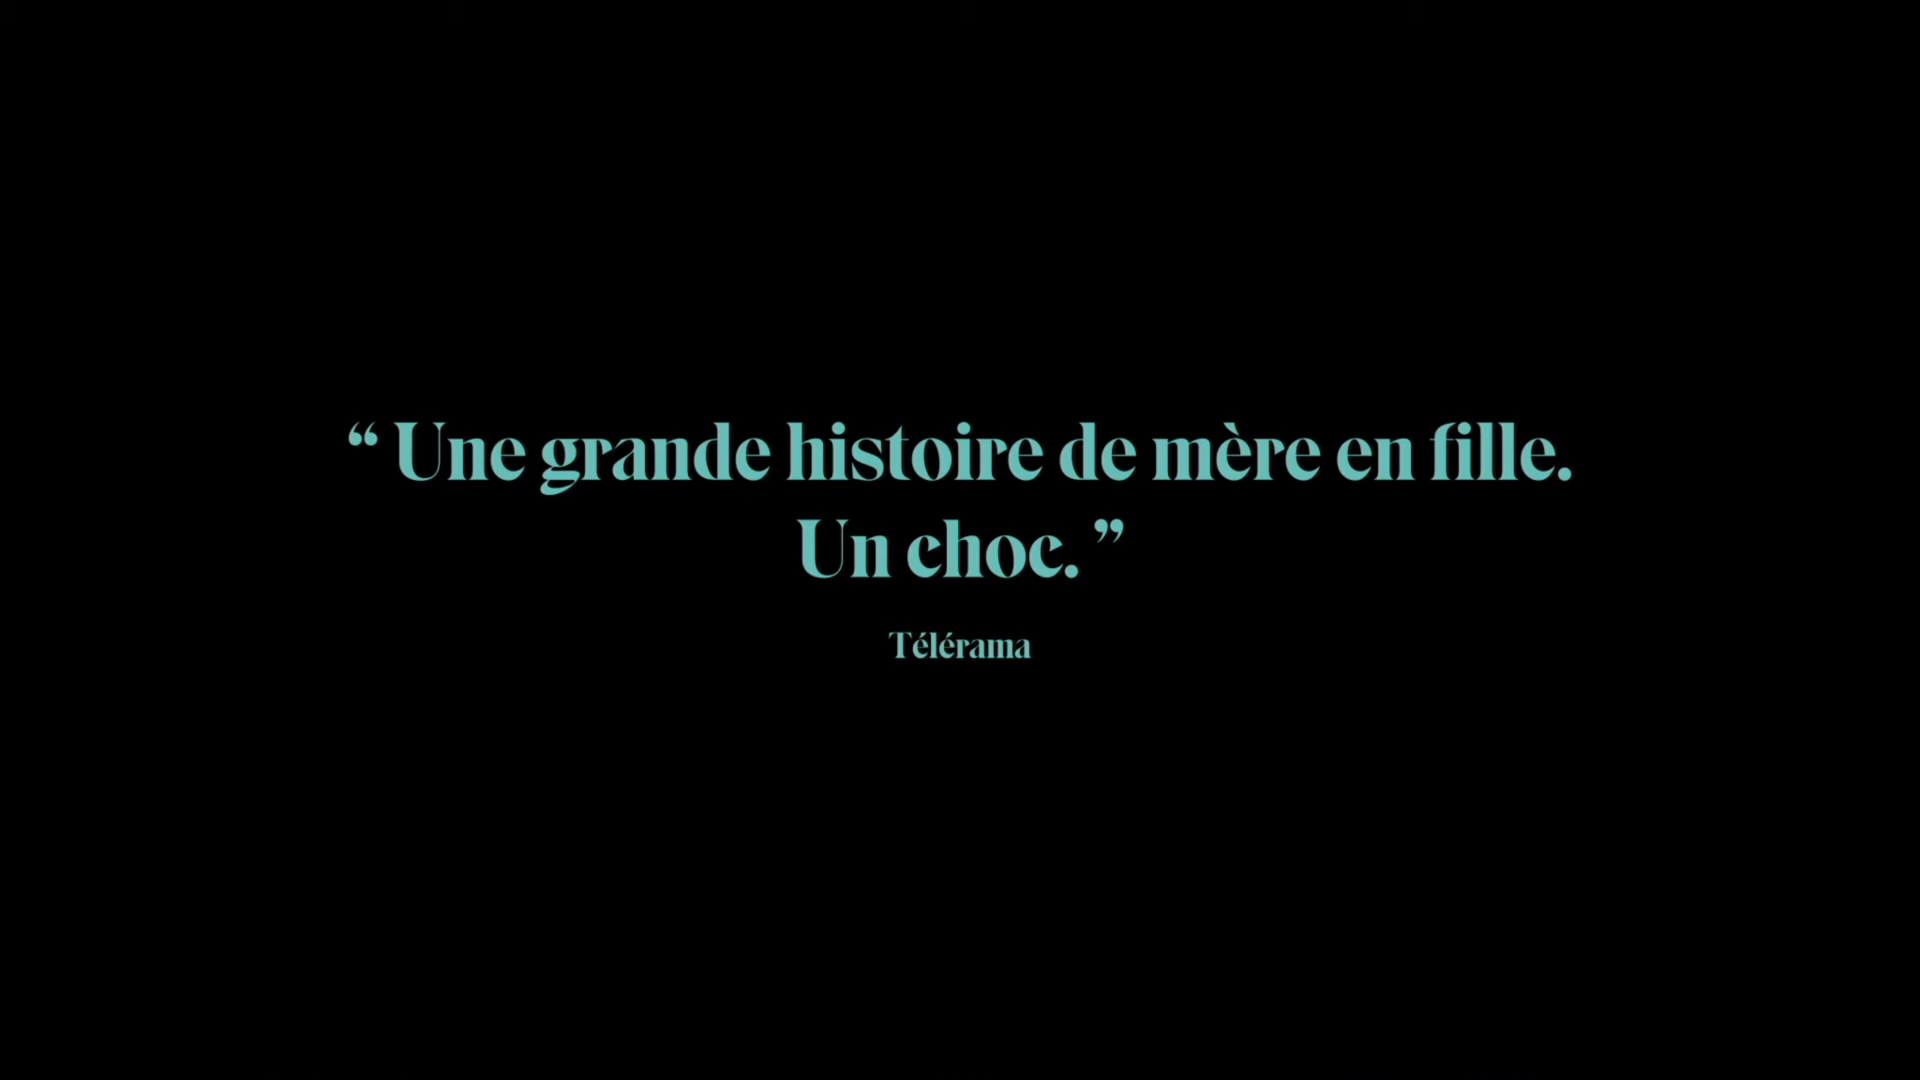 “ Une grande histoire de mère en fille.
Un choc. ”
Télérama